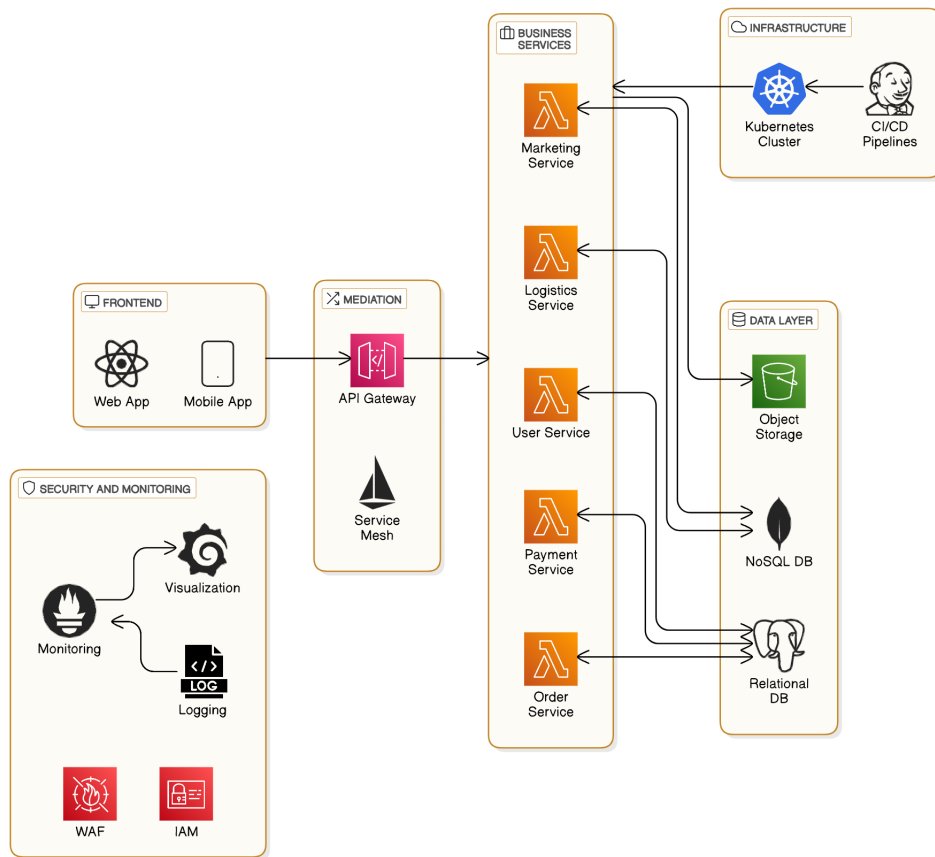 BUSINESS
SERVICES
INFRASTRUCTURE
Marketing
Service
Kubernetes
Cluster
CI/CD
Pipelines
Logistics
Service
FRONTEND
Web App
Mobile App
MEDIATION
API Gateway
Service
Mesh
User Service
Payment
Service
Order
Service
DATA LAYER
Object
Storage
NoSQL DB
Relational
DB
SECURITY AND MONITORING
Visualization
Monitoring
LOG
Logging
WAF
IAM